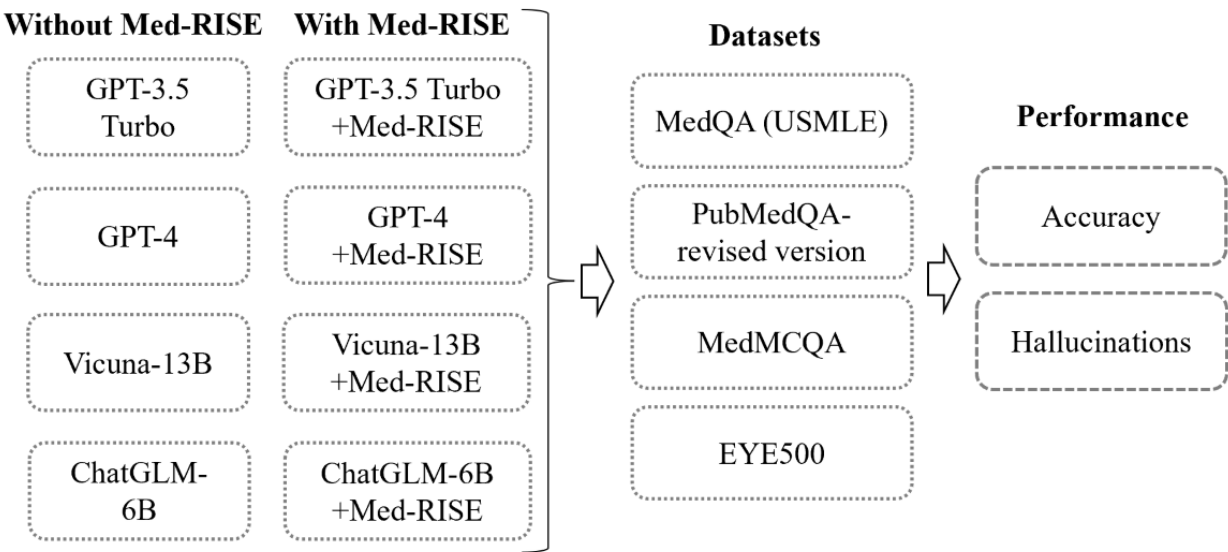 Without Med-RISE
GPT-3.5
Turbo
GPT-4
Vicuna-13B
ChatGLM-
6B
With Med-RISE
GPT-3.5 Turbo
+Med-RISE
GPT-4
+Med-RISE
Vicuna-13B
+Med-RISE
ChatGLM-6B
+Med-RISE
Datasets
MedQA (USMLE)
PubMedQA-
revised version
MedMCQA
EYE500
Performance
Accuracy
Hallucinations